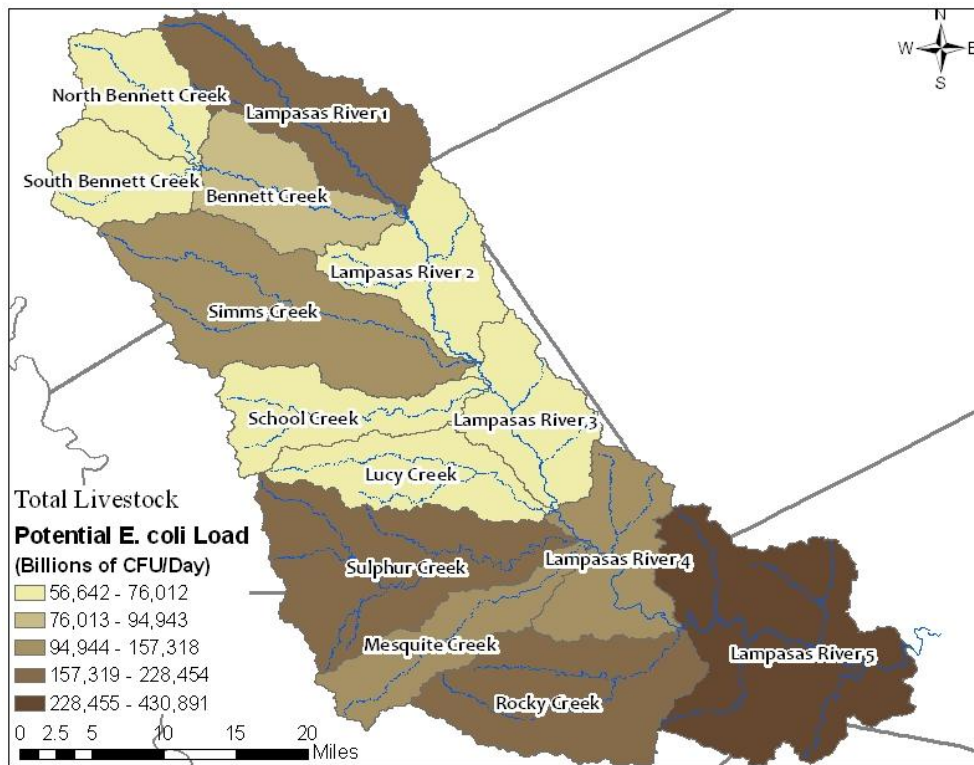 N
W E
S
North Bennett Creek
Lampasas River 1
South Bennett Creek
Bennett Creek
Lampasas River 2
Simms Creek
School Creek
Lampasas River 3
Lucy Creek
Sulphur Creek
Lampasas River 4
Mesquite Creek
Lampasas River 5
Rocky Creek
Total Livestock
Potential E. coli Load
(Billions of CFU/Day)
56,642 - 76,012
76,013 - 94,943
94,944 - 157,318
157,319 - 228,454
228,455 - 430,891
0 2.5 5 10 15 20
Miles